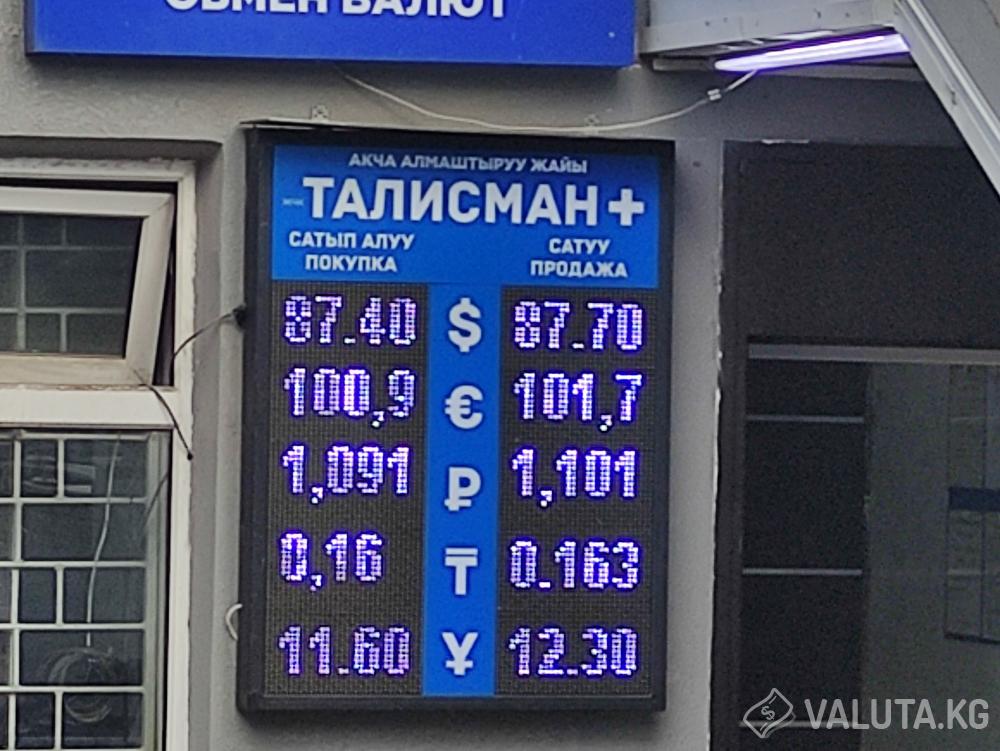 ОБМЕН ВАЛЮТ
АКЧА АЛМАШТЫРУУ ЖАЙЫ
ТАЛИСМАН+
САТЫП АЛУУ САТУУ
ПОКУПКА ПРОДАЖА
87.40 $ 87.70
100,9 € 101,7
1,091 ₽ 1,101
0,16 ₸ 0.163
11.60 ¥ 12.30
VALUTA.KG